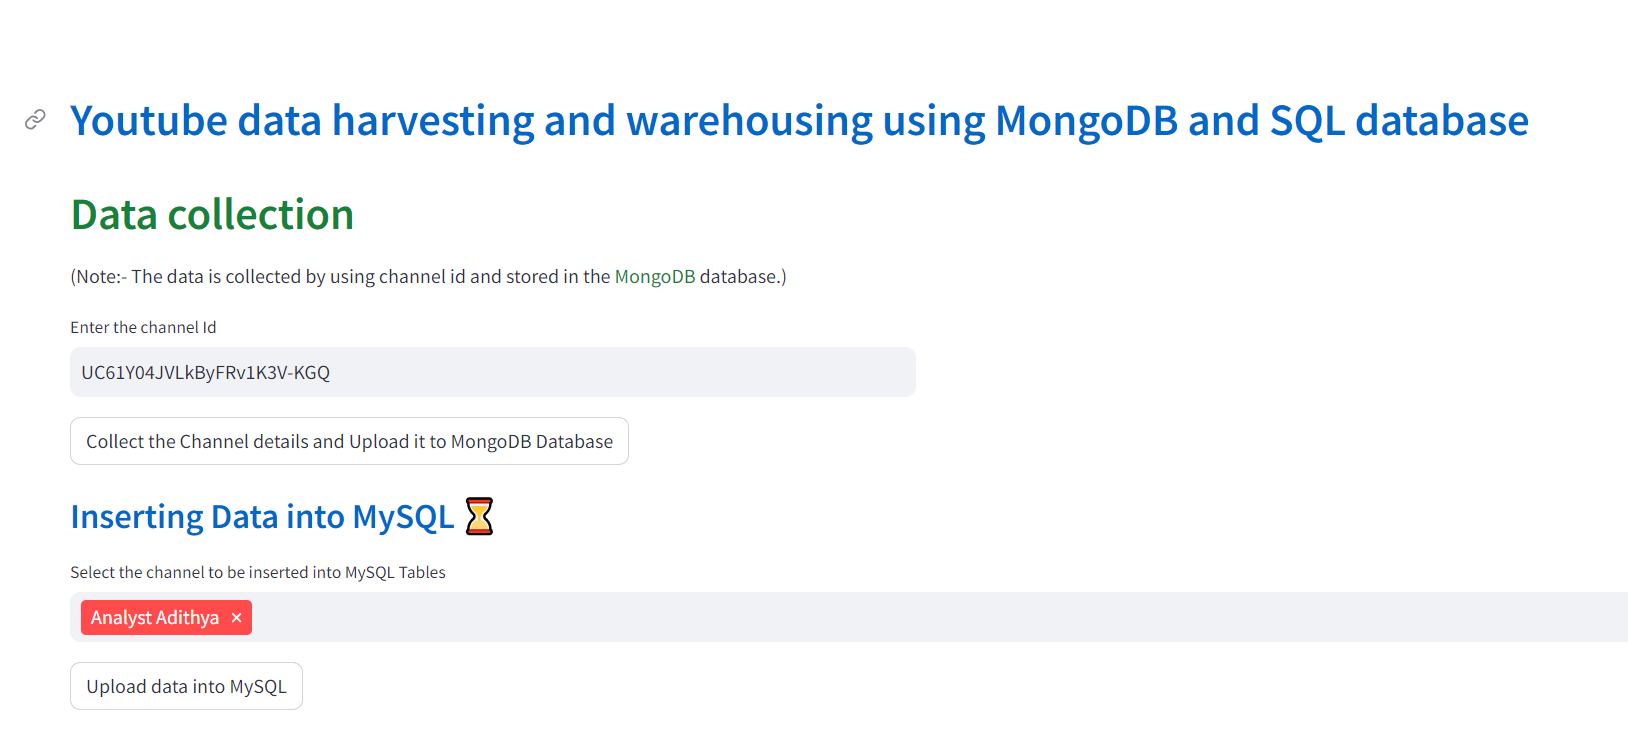 Youtube data harvesting and warehousing using MongoDB and SQL database
Data collection
(Note:- The data is collected by using channel id and stored in the MongoDB database.)
Enter the channel Id
UC61Y04JVLkByFRv1K3V-KGQ
Collect the Channel details and Upload it to MongoDB Database
Inserting Data into MySQL ⏳
Select the channel to be inserted into MySQL Tables
Analyst Adithya ×
Upload data into MySQL